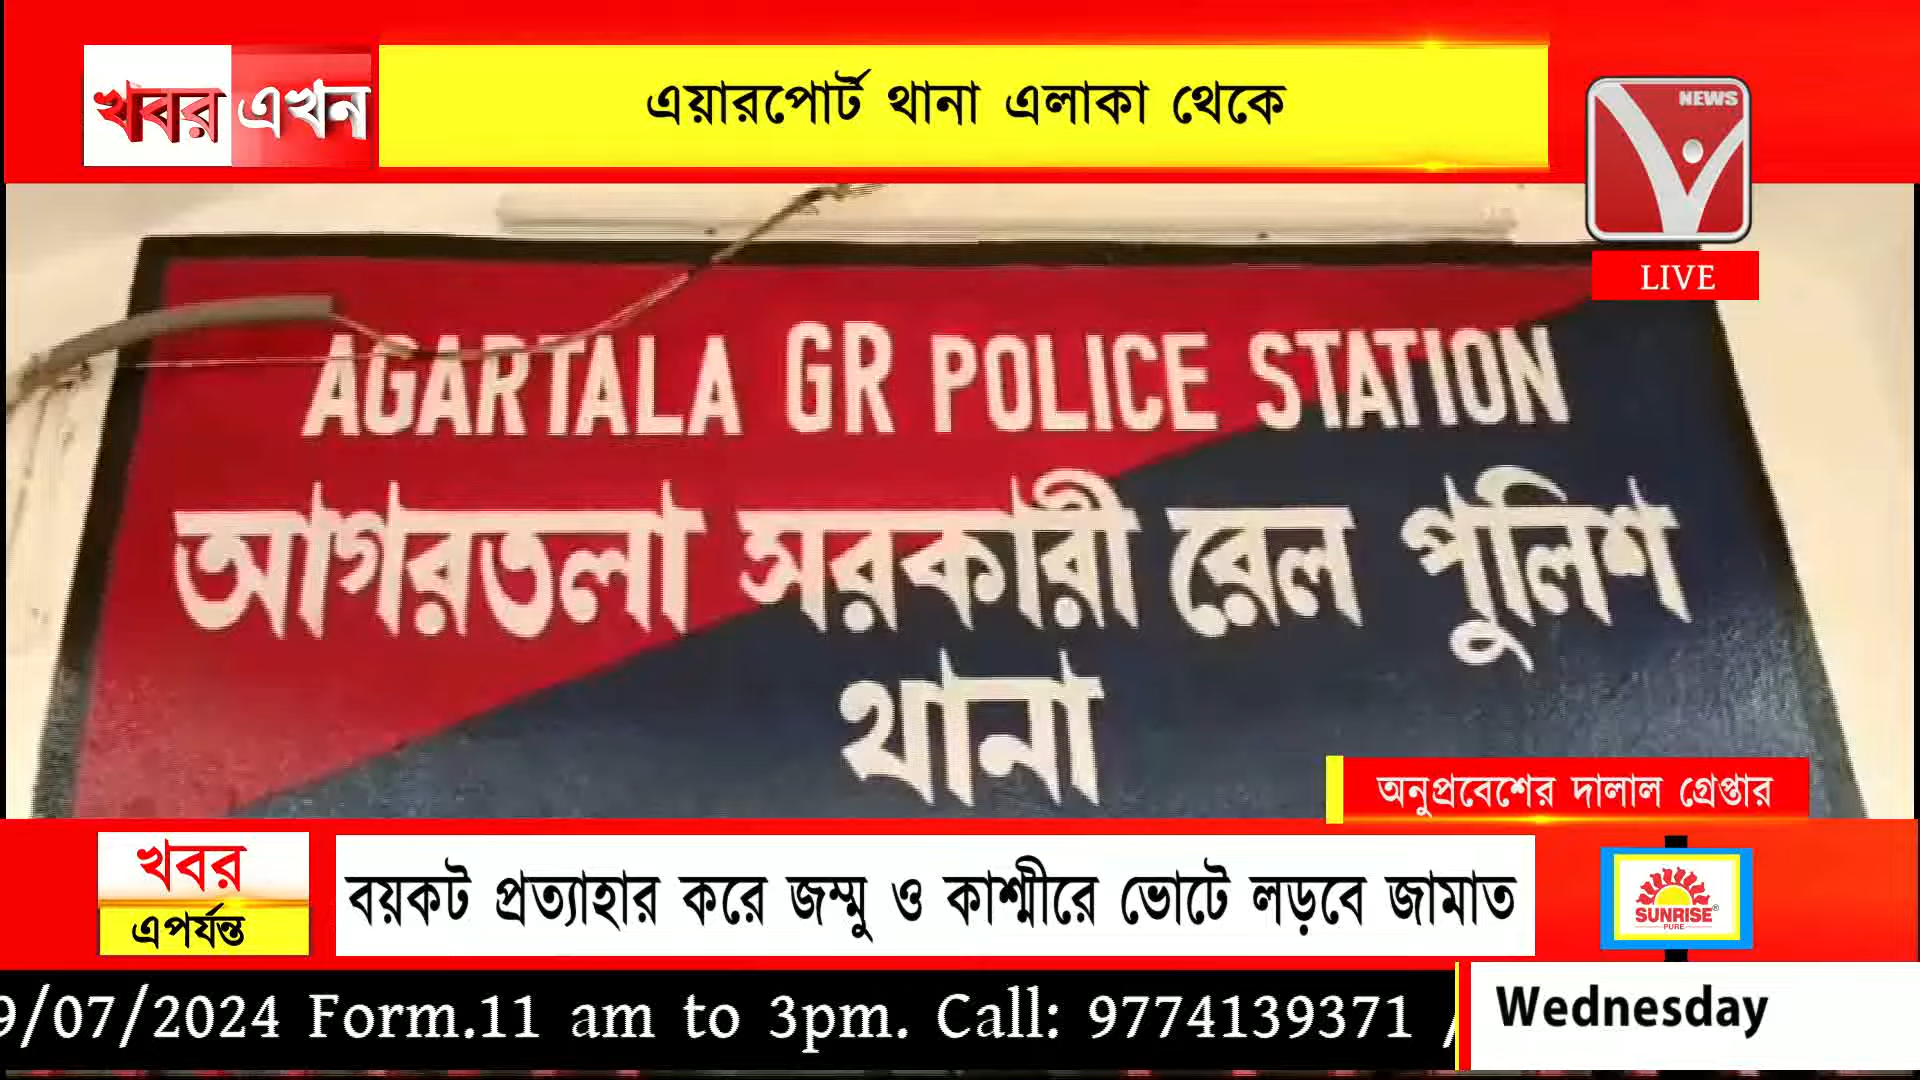 খবর এখন
এয়ারপোর্ট থানা এলাকা থেকে
NEWS
LIVE
AGARTALA GR POLICE STATION
আগরতলা সরকারী রেল পুলিশ
থানা
অনুপ্রবেশের দালাল গ্রেপ্তার
খবর
এপর্যন্ত
বয়কট প্রত্যাহার করে জম্মু ও কাশ্মীরে ভোটে লড়বে জামাত
SUNRISE®
PURE
9/07/2024 Form.11 am to 3pm. Call: 9774139371 /
Wednesday